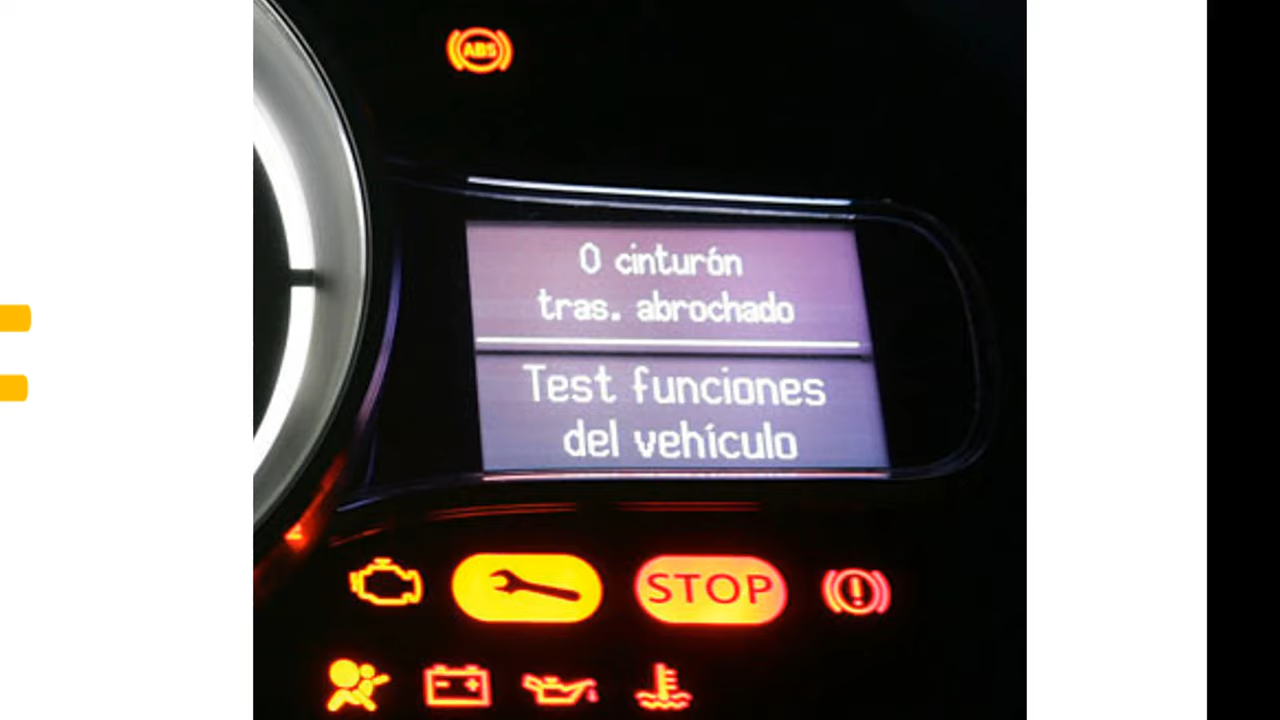 ABS
0 cinturón
tras. abrochado
Test funciones
del vehículo
STOP